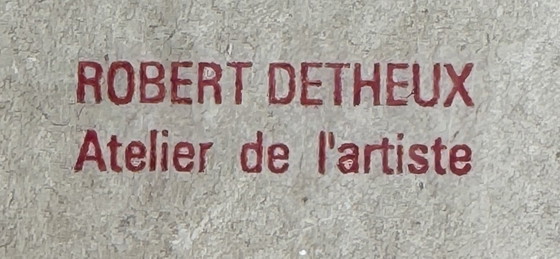 ROBERT DETHEUX
Atelier de l'artiste